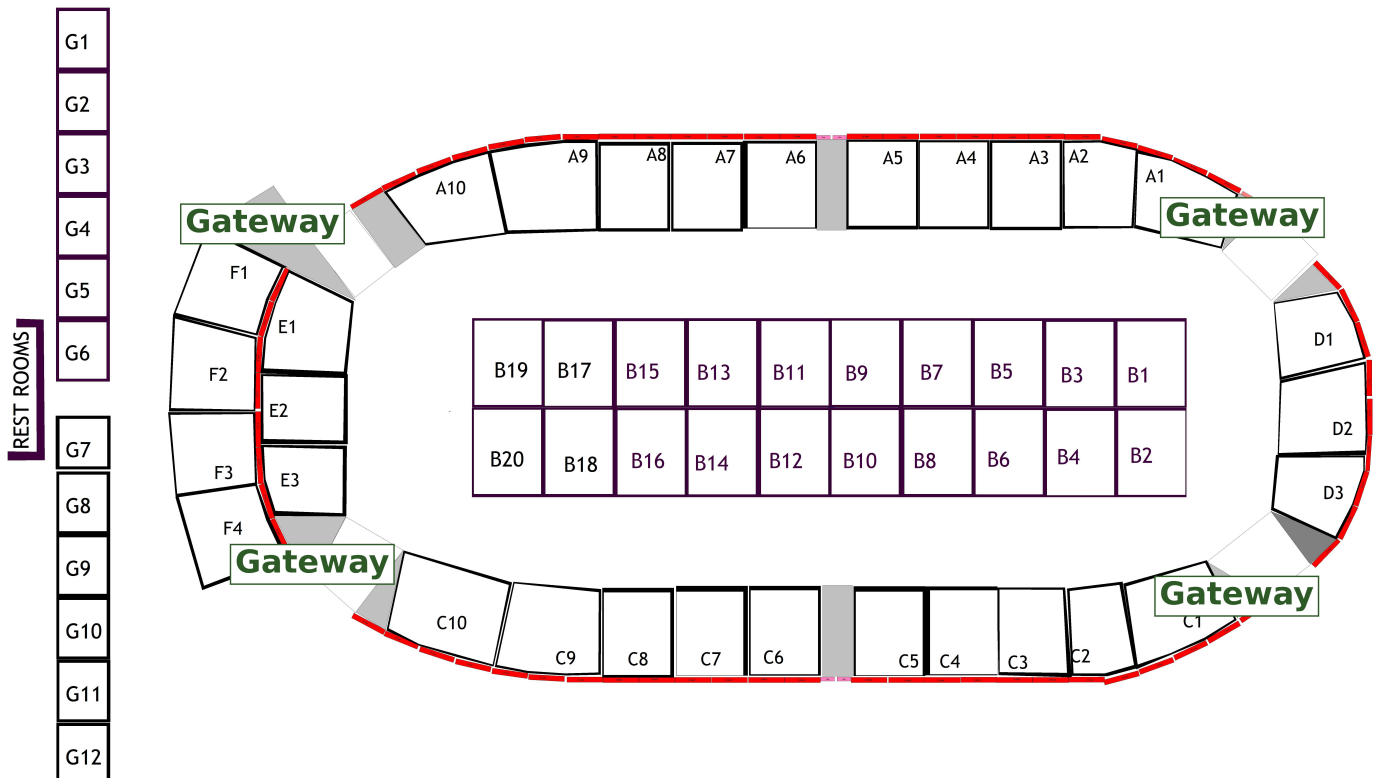 G1
G2
G3
G4
G5
G6
REST ROOMS
G7
G8
G9
G10
G11
G12
Gateway
A10
A9
A8
A7
A6
A5
A4
A3
A2
A1
Gateway
F1
F2
F3
F4
E1
E2
E3
B19
B17
B15
B13
B11
B9
B7
B5
B3
B1
B20
B18
B16
B14
B12
B10
B8
B6
B4
B2
D1
D2
D3
Gateway
C10
C9
C8
C7
C6
C5
C4
C3
C2
C1
Gateway